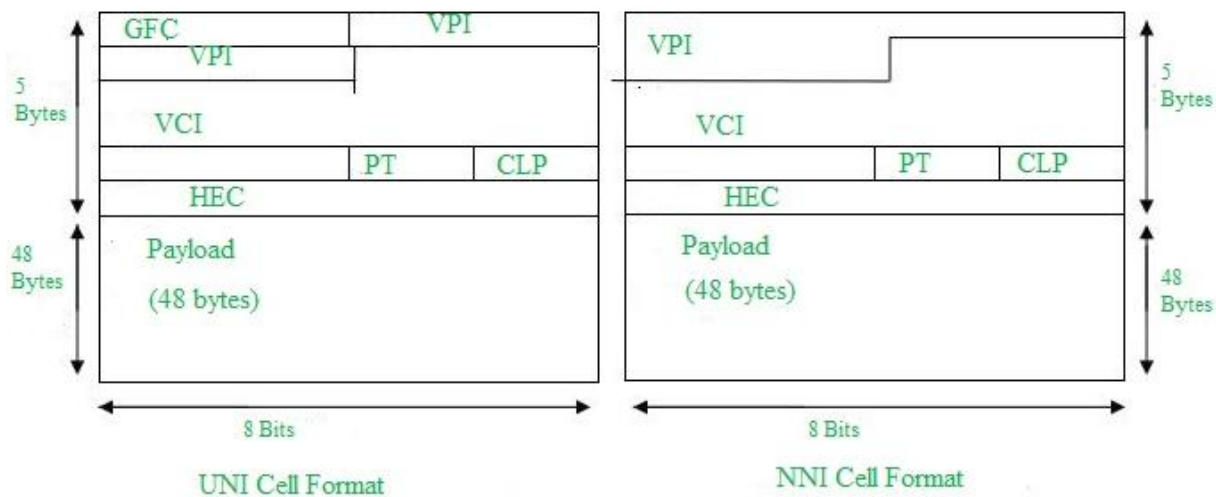 GFC VPI
VPI
5
Bytes
VCI
PT CLP
HEC
48
Bytes
Payload
(48 bytes)
8 Bits
UNI Cell Format
VPI
5
Bytes
VCI
PT CLP
HEC
Payload
(48 bytes)
48
Bytes
8 Bits
NNI Cell Format